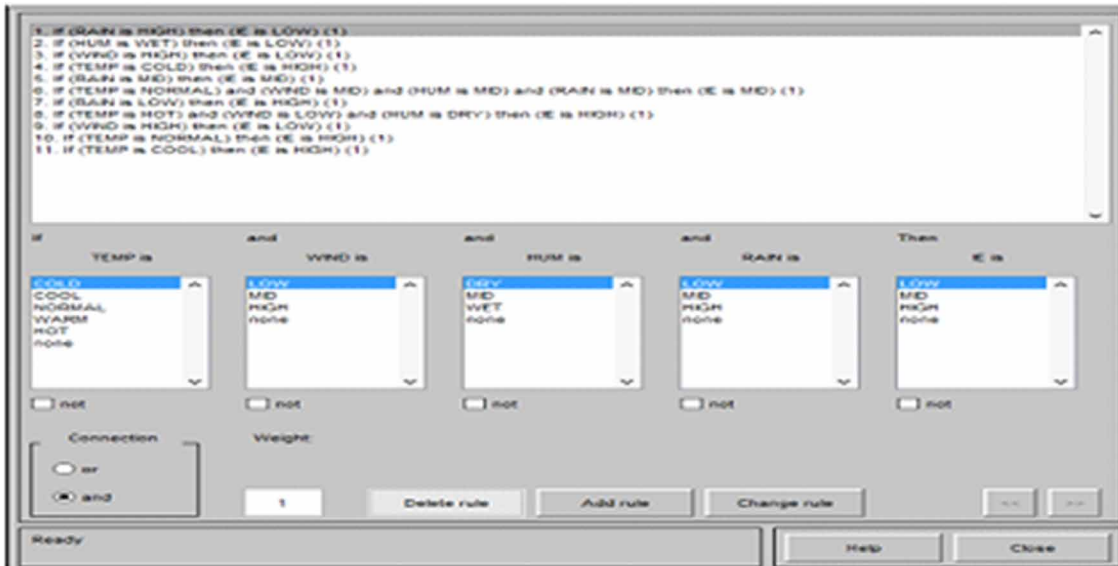 1. If (RAIN is HIGH) then (IE is LOW) (1)
2. If (HUM is WET) then (IE is LOW) (1)
3. If (WIND is HIGH) then (IE is LOW) (1)
4. If (TEMP is COLD) then (IE is HIGH) (1)
5. If (RAIN is MID) then (IE is MID) (1)
6. If (TEMP is NORMAL) and (WIND is MID) and (HUM is MID) and (RAIN is MID) then (IE is MID) (1)
7. If (RAIN is LOW) then (IE is HIGH) (1)
8. If (TEMP is HOT) and (WIND is LOW) and (HUM is DRY) then (IE is HIGH) (1)
9. If (WIND is HIGH) then (IE is LOW) (1)
10. If (TEMP is NORMAL) then (IE is HIGH) (1)
11. If (TEMP is COOL) then (IE is HIGH) (1)
If and and and Then
TEMP is WIND is HUM is RAIN is IE is
COLD LOW DRY LOW LOW
COOL MID MID MID MID
NORMAL HIGH WET HIGH HIGH
WARM none none none none
HOT
none
not not not not not
Connection Weight:
or
and 1 Delete rule Add rule Change rule << >>
Ready Help Close